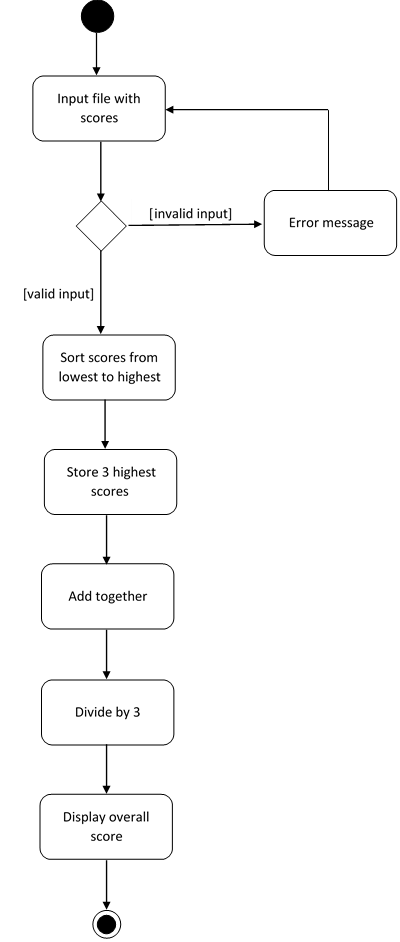 Input file with
scores
[invalid input]
Error message
[valid input]
Sort scores from
lowest to highest
Store 3 highest
scores
Add together
Divide by 3
Display overall
score